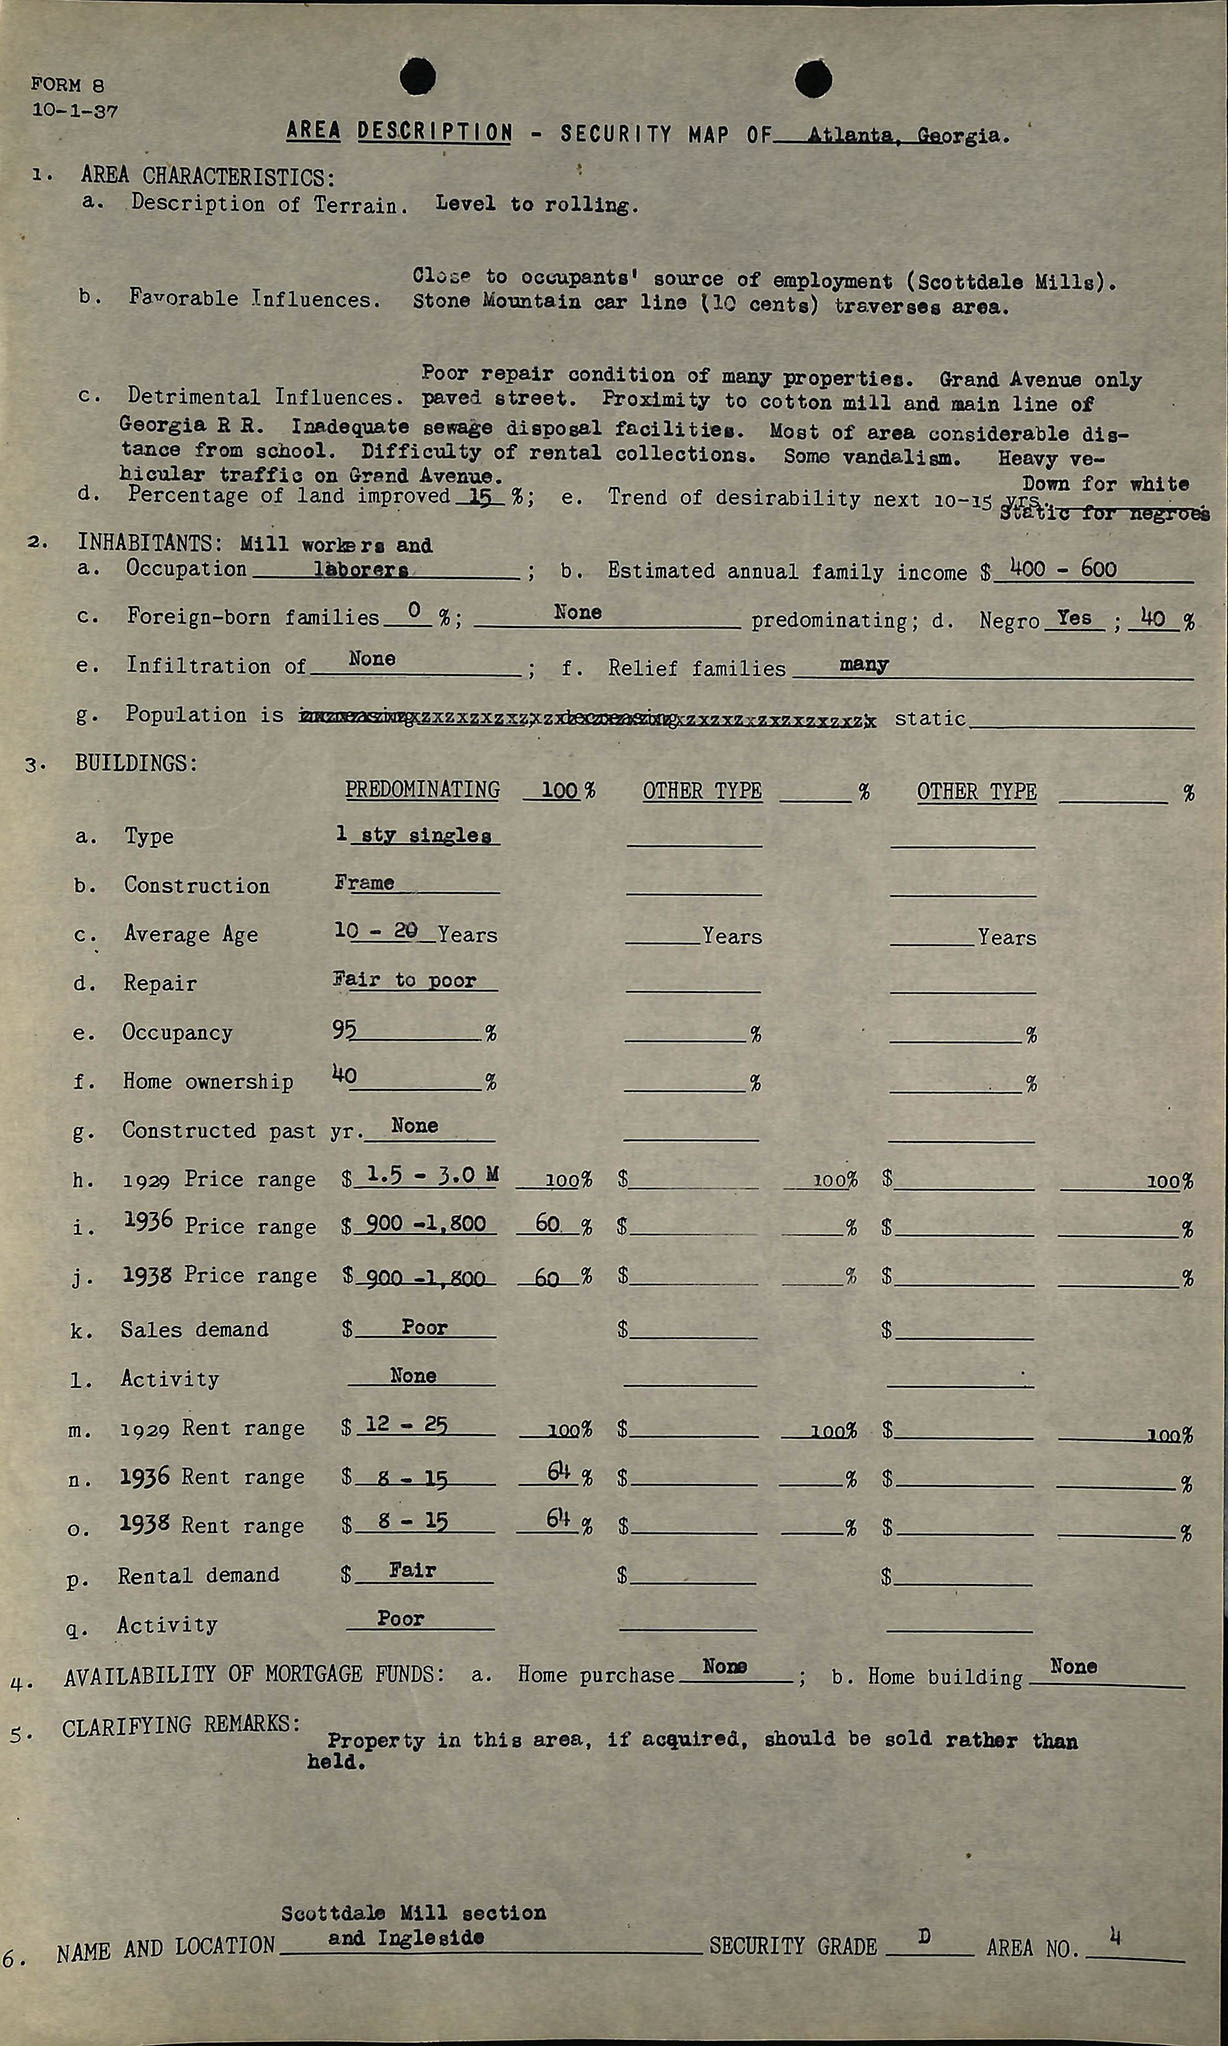 FORM 8
10-1-37
AREA DESCRIPTION - SECURITY MAP OF Atlanta, Georgia.
1. AREA CHARACTERISTICS:
a. Description of Terrain. Level to rolling.
Close to occupants' source of employment (Scottdale Mills).
b. Favorable Influences. Stone Mountain car line (10 cents) traverses area.
Poor repair condition of many properties. Grand Avenue only
c. Detrimental Influences. paved street. Proximity to cotton mill and main line of
Georgia R R. Inadequate sewage disposal facilities. Most of area considerable dis-
tance from school. Difficulty of rental collections. Some vandalism. Heavy ve-
hicular traffic on Grand Avenue.
Down for white
d. Percentage of land improved 15 %; e. Trend of desirability next 10-15 yrs.
Static for negroes
2. INHABITANTS: Mill workers and
a. Occupation laborers ; b. Estimated annual family income $ 400 - 600
c. Foreign-born families 0 %; None predominating; d. Negro Yes ; 40 %
e. Infiltration of None ; f. Relief families many
g. Population is static
3. BUILDINGS:
PREDOMINATING 100 % OTHER TYPE % OTHER TYPE %
a. Type 1 sty singles
b. Construction Frame
c. Average Age 10 - 20 Years Years Years
d. Repair Fair to poor
e. Occupancy 95 % % %
f. Home ownership 40 % % %
g. Constructed past yr. None
h. 1929 Price range $ 1.5 - 3.0 M 100% $ 100% $ 100%
i. 1936 Price range $ 900 -1,800 60 % $ % $ %
j. 1938 Price range $ 900 -1,800 60 % $ % $ %
k. Sales demand $ Poor $ $
l. Activity None
m. 1929 Rent range $ 12 - 25 100% $ 100% $ 100%
n. 1936 Rent range $ 8 - 15 64 % $ % $ %
o. 1938 Rent range $ 8 - 15 64 % $ % $ %
p. Rental demand $ Fair $ $
q. Activity Poor
4. AVAILABILITY OF MORTGAGE FUNDS: a. Home purchase None ; b. Home building None
5. CLARIFYING REMARKS:
Property in this area, if acquired, should be sold rather than
held.
Scottdale Mill section
6. NAME AND LOCATION and Ingleside SECURITY GRADE D AREA NO. 4